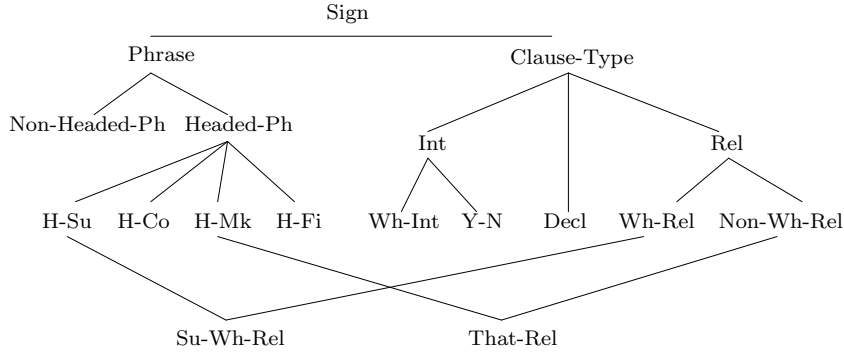 Sign
Phrase Clause-Type
Non-Headed-Ph Headed-Ph
Int Rel
H-Su H-Co H-Mk H-Fi Wh-Int Y-N Decl Wh-Rel Non-Wh-Rel
Su-Wh-Rel That-Rel